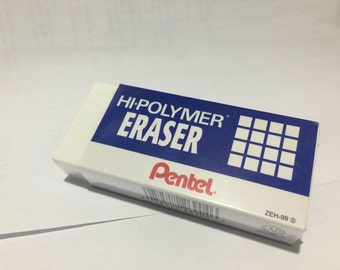 HI-POLYMER®
ERASER
Pentel®
ZEH-99 ®